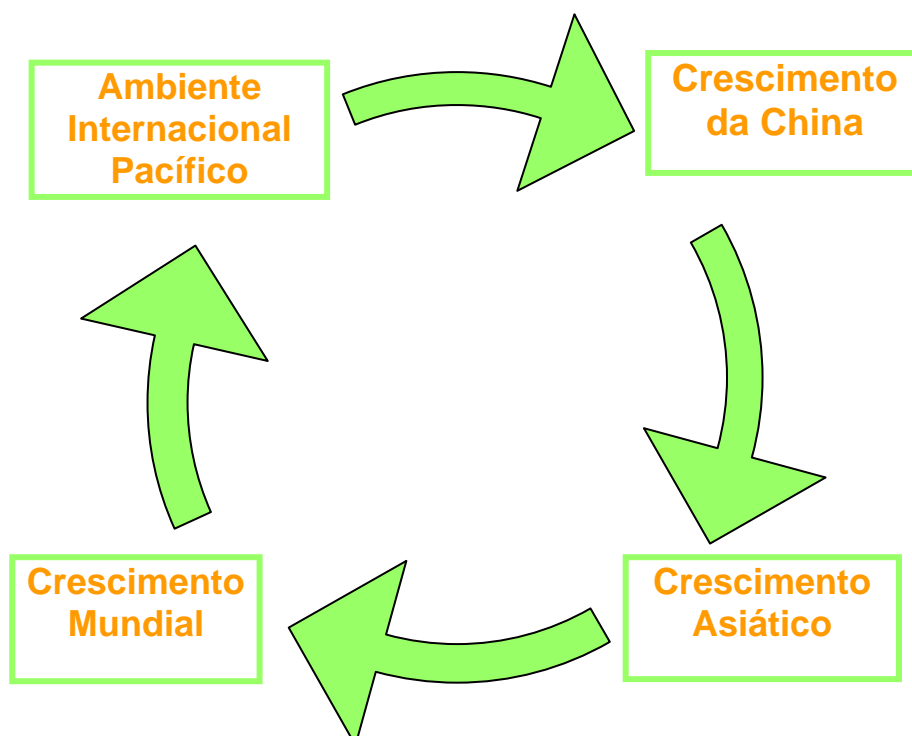 Ambiente
Internacional
Pacífico
Crescimento
da China
Crescimento
Mundial
Crescimento
Asiático